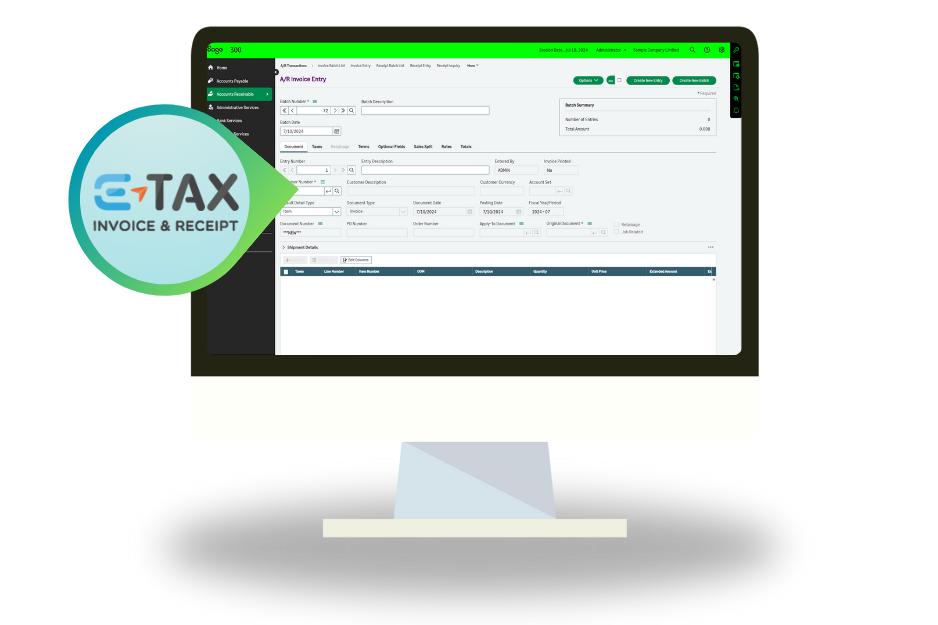 Sage 300
Session Date, Jul 10, 2024 Administrator Sample Company Limited
Home
Accounts Payable
Accounts Receivable
Administrative Services
Bank Services
Services
E-TAX
INVOICE & RECEIPT
A/R Transactions Invoice Batch List Invoice Entry Receipt Batch List Receipt Entry Receipt Inquiry More
A/R Invoice Entry
Options Create New Entry Create New Batch
* Required
Batch Number * Batch Description
72
Batch Date
7/10/2024
Batch Summary
Number of Entries 0
Total Amount 0.000
Document Taxes Retainage Terms Optional Fields Sales Split Rates Totals
Entry Number Entry Description Entered By Invoice Printed
1 ADMIN No
Customer Description Customer Currency Account Set
Detail Type Document Type Document Date Posting Date Fiscal Year/Period
Item Invoice 7/10/2024 7/10/2024 2024 - 07
Document Number PO Number Order Number Apply-To Document Original Document * Retainage
***NEW*** Job Related
Shipment Details
Edit Columns
Taxes Line Number Item Number UOM Description Quantity Unit Price Extended Amount